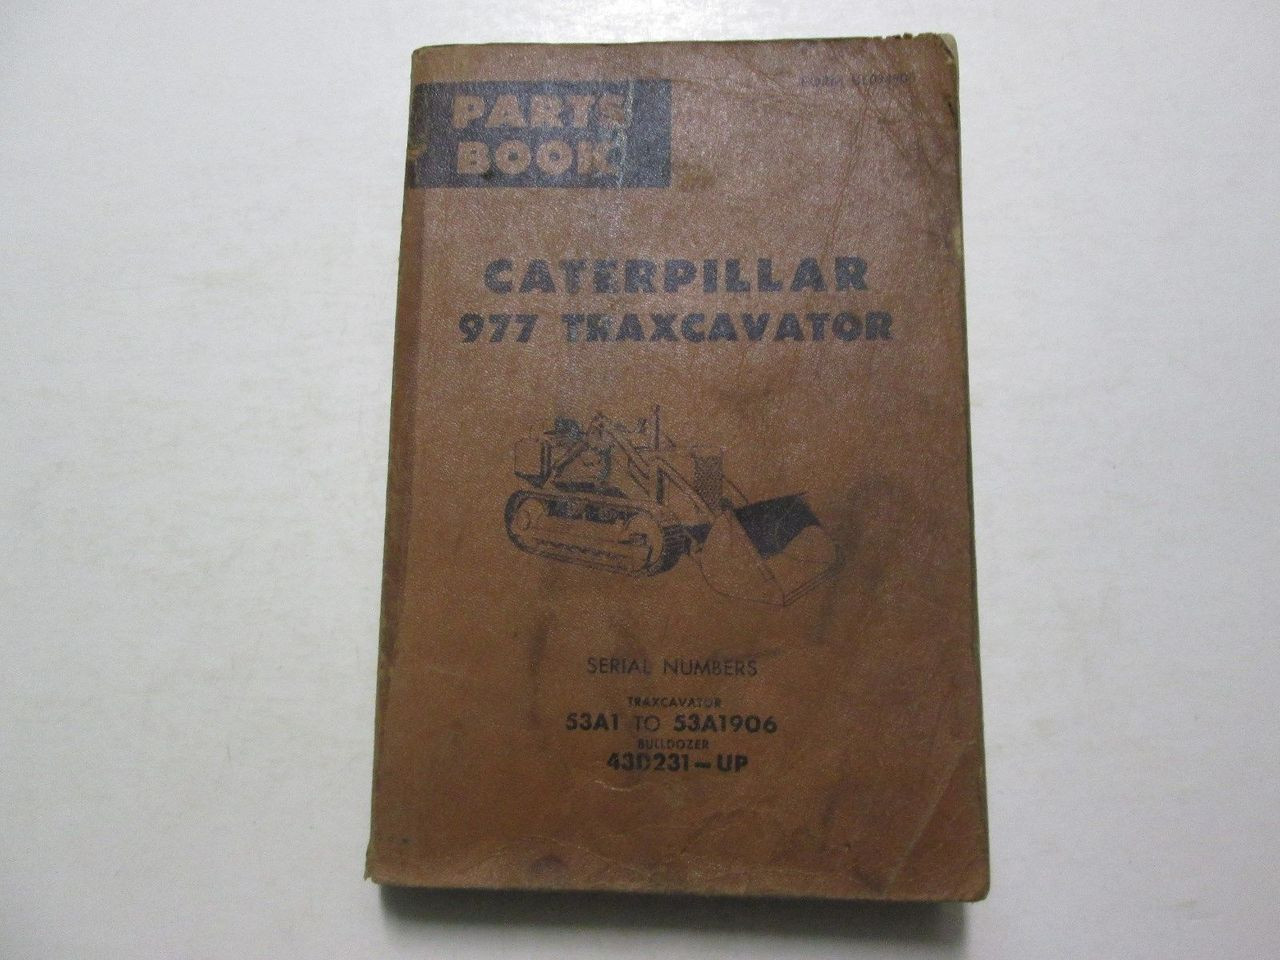 PARTS
BOOK
CATERPILLAR
977 TRAXCAVATOR
SERIAL NUMBERS
TRAXCAVATOR
53A1 TO 53A1906
BULLDOZER
43D231-UP